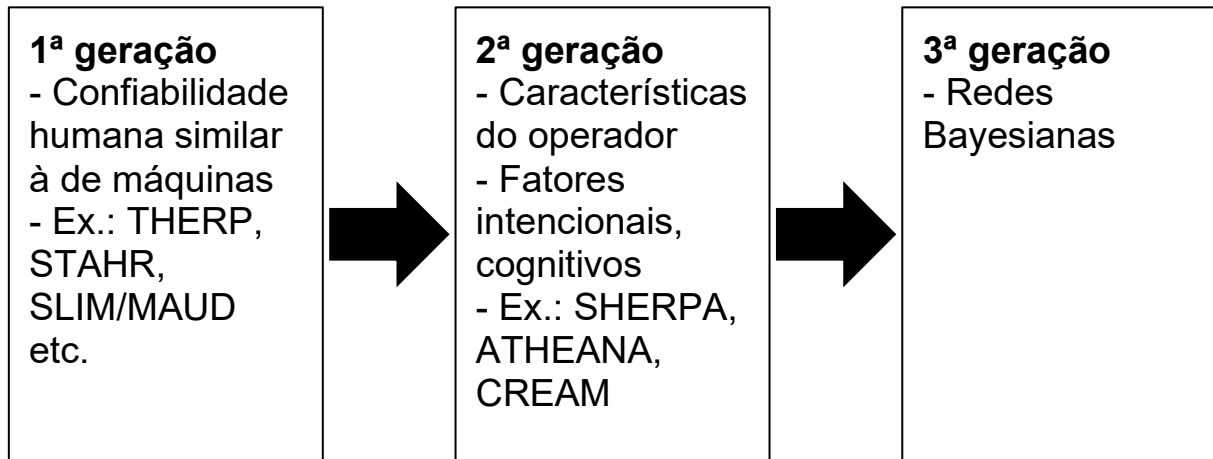 1ª geração
- Confiabilidade
humana similar
à de máquinas
- Ex.: THERP,
STAHR,
SLIM/MAUD
etc.
2ª geração
- Características
do operador
- Fatores
intencionais,
cognitivos
- Ex.: SHERPA,
ATHEANA,
CREAM
3ª geração
- Redes
Bayesianas